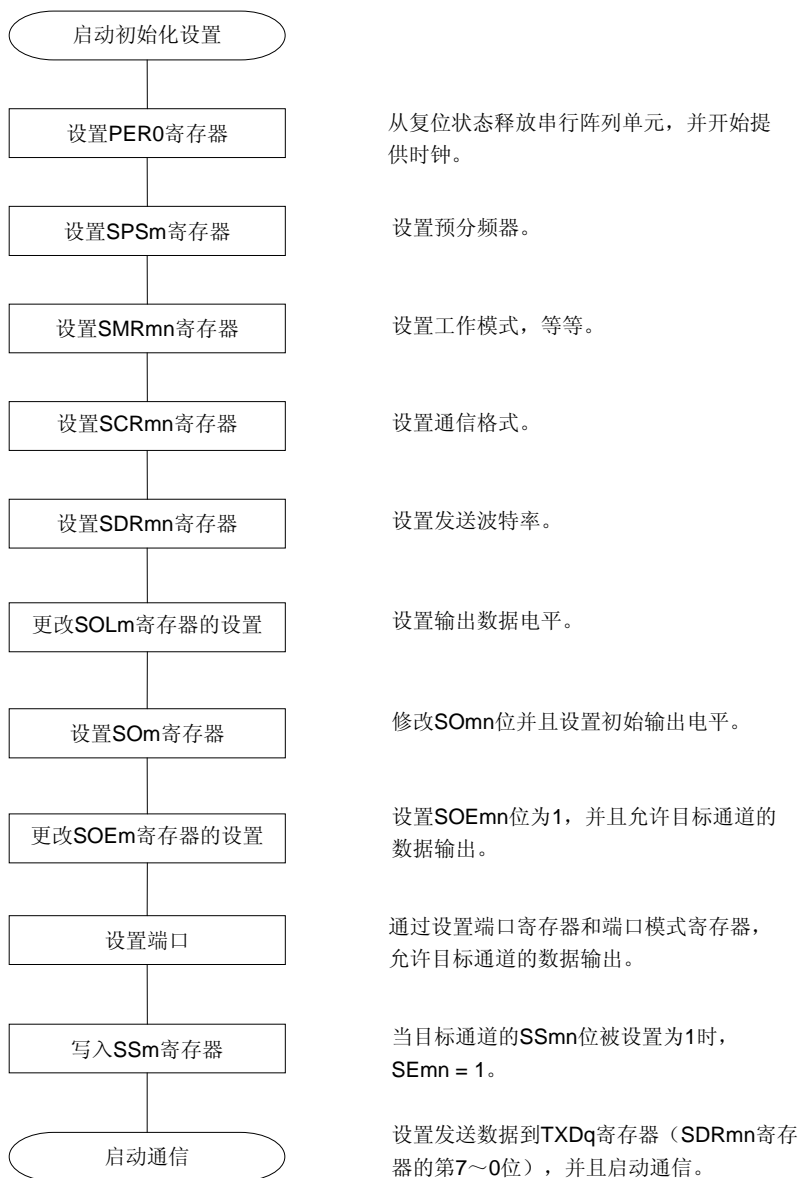 启动初始化设置
设置PER0寄存器
从复位状态释放串行阵列单元，并开始提
供时钟。
设置SPSm寄存器
设置预分频器。
设置SMRmn寄存器
设置工作模式，等等。
设置SCRmn寄存器
设置通信格式。
设置SDRmn寄存器
设置发送波特率。
更改SOLm寄存器的设置
设置输出数据电平。
设置SOm寄存器
修改SOmn位并且设置初始输出电平。
更改SOEm寄存器的设置
设置SOEmn位为1，并且允许目标通道的
数据输出。
设置端口
通过设置端口寄存器和端口模式寄存器，
允许目标通道的数据输出。
写入SSm寄存器
当目标通道的SSmn位被设置为1时，
SEmn = 1。
启动通信
设置发送数据到TXDq寄存器（SDRmn寄存
器的第7～0位），并且启动通信。